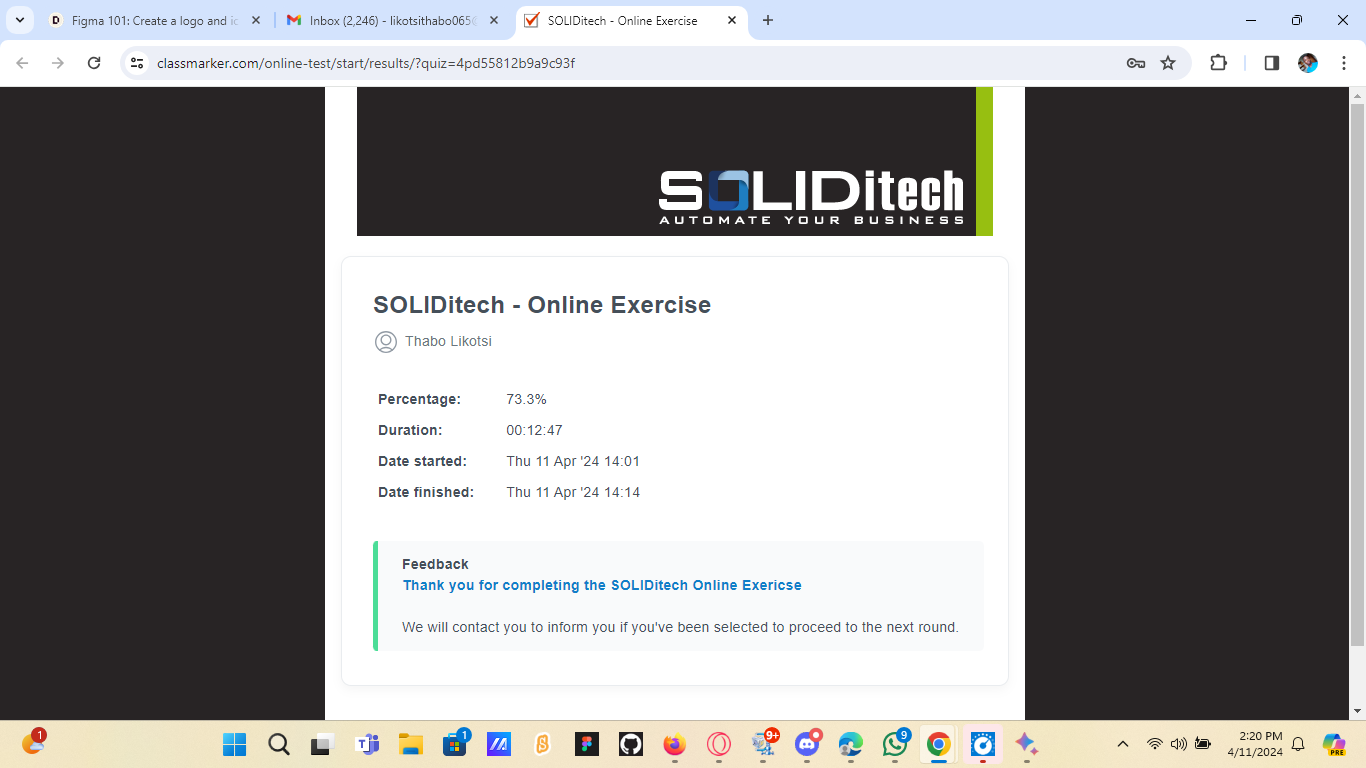 Figma 101: Create a logo and ic
Inbox (2,246) - likotsithabo065@
SOLIDitech - Online Exercise
classmarker.com/online-test/start/results/?quiz=4pd55812b9a9c93f
SOLIDitech
AUTOMATE YOUR BUSINESS
SOLIDitech - Online Exercise
Thabo Likotsi
Percentage: 73.3%
Duration: 00:12:47
Date started: Thu 11 Apr '24 14:01
Date finished: Thu 11 Apr '24 14:14
Feedback
Thank you for completing the SOLIDitech Online Exericse
We will contact you to inform you if you've been selected to proceed to the next round.
1
1
9+
9
2:20 PM
4/11/2024
PRE